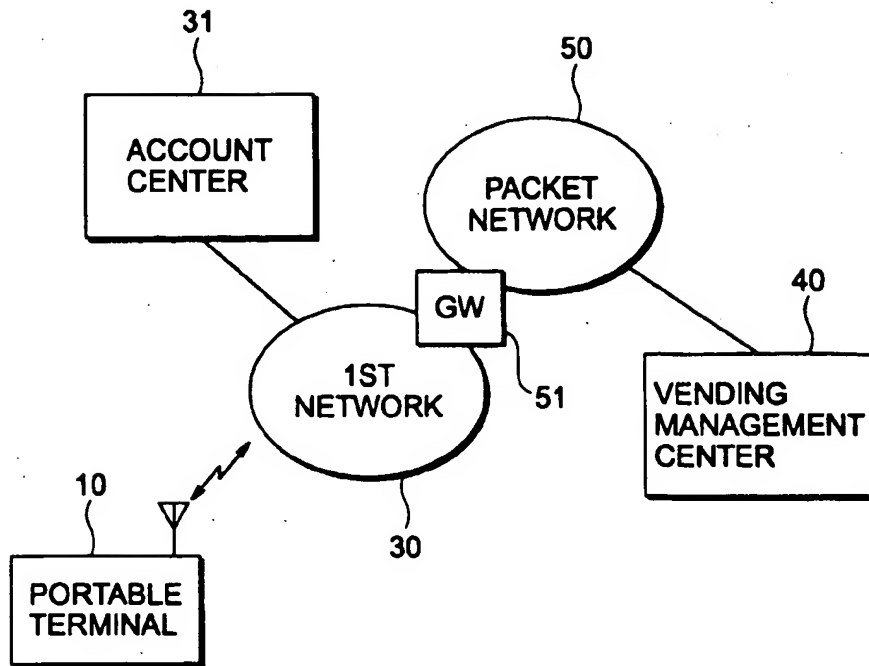 31
ACCOUNT
CENTER
50
PACKET
NETWORK
GW
51
40
VENDING
MANAGEMENT
CENTER
1ST
NETWORK
30
10
PORTABLE
TERMINAL